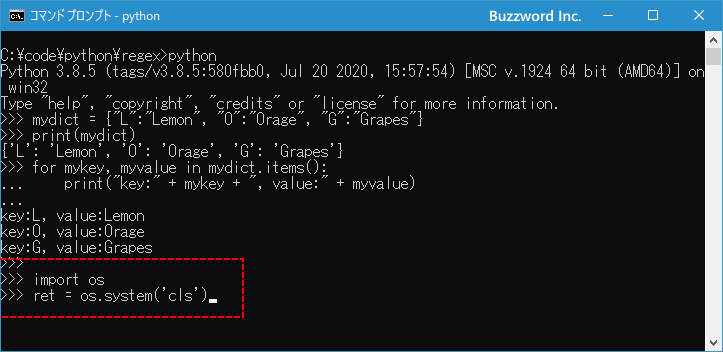 コマンド プロンプト - python
Buzzword Inc.
C:¥code¥python¥regex>python
Python 3.8.5 (tags/v3.8.5:580fbb0, Jul 20 2020, 15:57:54) [MSC v.1924 64 bit (AMD64)] on
win32
Type "help", "copyright", "credits" or "license" for more information.
>>> mydict = {"L":"Lemon", "O":"Orage", "G":"Grapes"}
>>> print(mydict)
{'L': 'Lemon', 'O': 'Orage', 'G': 'Grapes'}
>>> for mykey, myvalue in mydict.items():
...     print("key:" + mykey + ", value:" + myvalue)
...
key:L, value:Lemon
key:O, value:Orage
key:G, value:Grapes
>>>
>>> import os
>>> ret = os.system('cls')